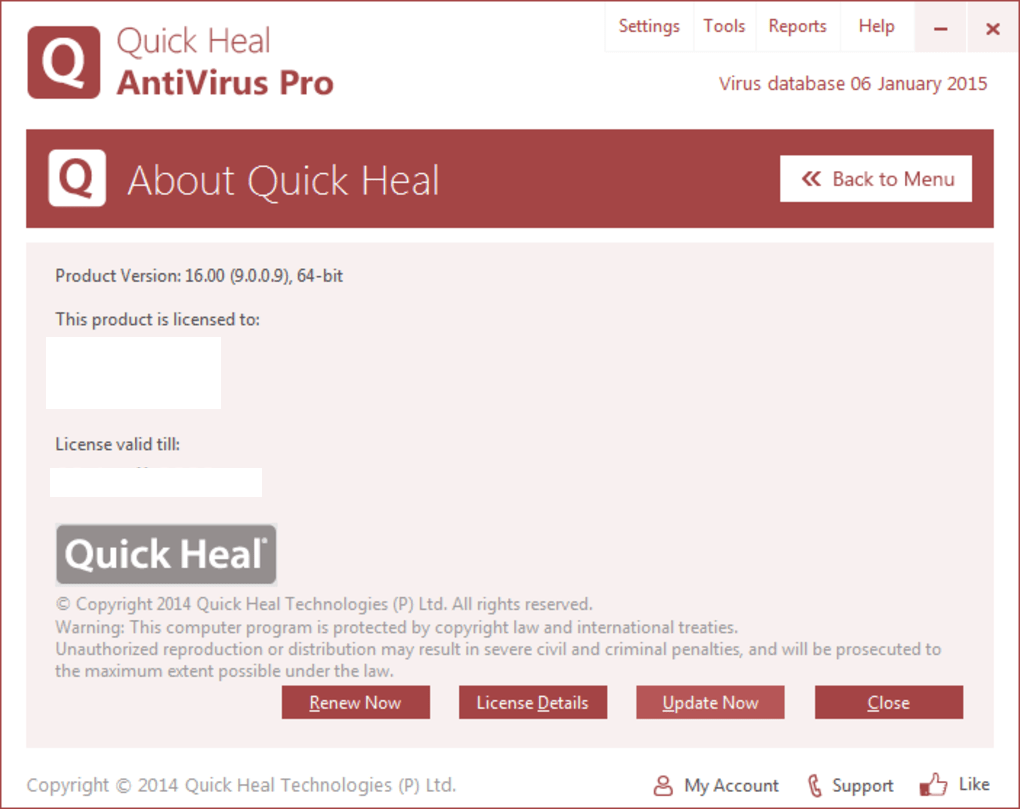 Settings Tools Reports Help
Q
Quick Heal
AntiVirus Pro
Virus database 06 January 2015
Q
About Quick Heal
Back to Menu
Product Version: 16.00 (9.0.0.9), 64-bit
This product is licensed to:
License valid till:
Quick Heal®
© Copyright 2014 Quick Heal Technologies (P) Ltd. All rights reserved.
Warning: This computer program is protected by copyright law and international treaties.
Unauthorized reproduction or distribution may result in severe civil and criminal penalties, and will be prosecuted to
the maximum extent possible under the law.
Renew Now License Details Update Now Close
Copyright © 2014 Quick Heal Technologies (P) Ltd. My Account Support Like